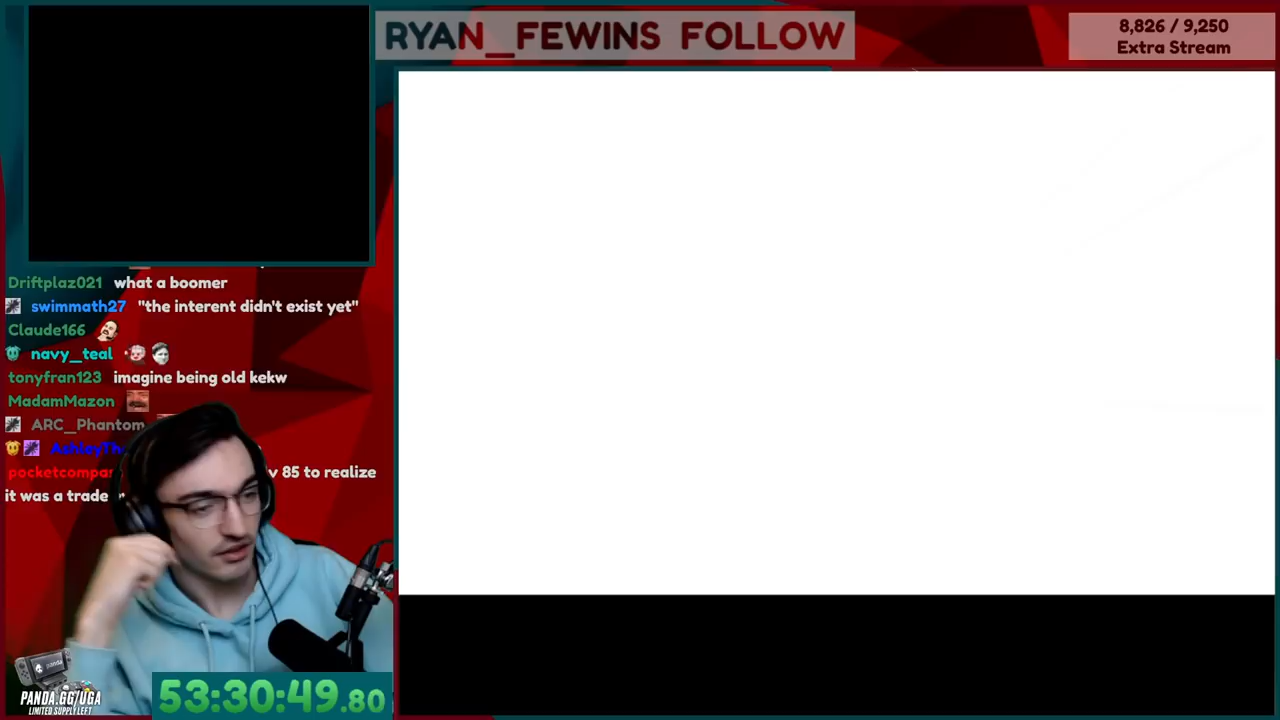 RYAN_FEWINS FOLLOW
8,826 / 9,250
Extra Stream
Driftplaz021 what a boomer
swimmath27 "the interent didn't exist yet"
Claude166
navy_teal
tonyfran123 imagine being old kekw
MadamMazon
ARC_Phantom
pocketcompas v 85 to realize
it was a trade
PANDA.GG/UGA
LIMITED SUPPLY LEFT
53:30:49.80